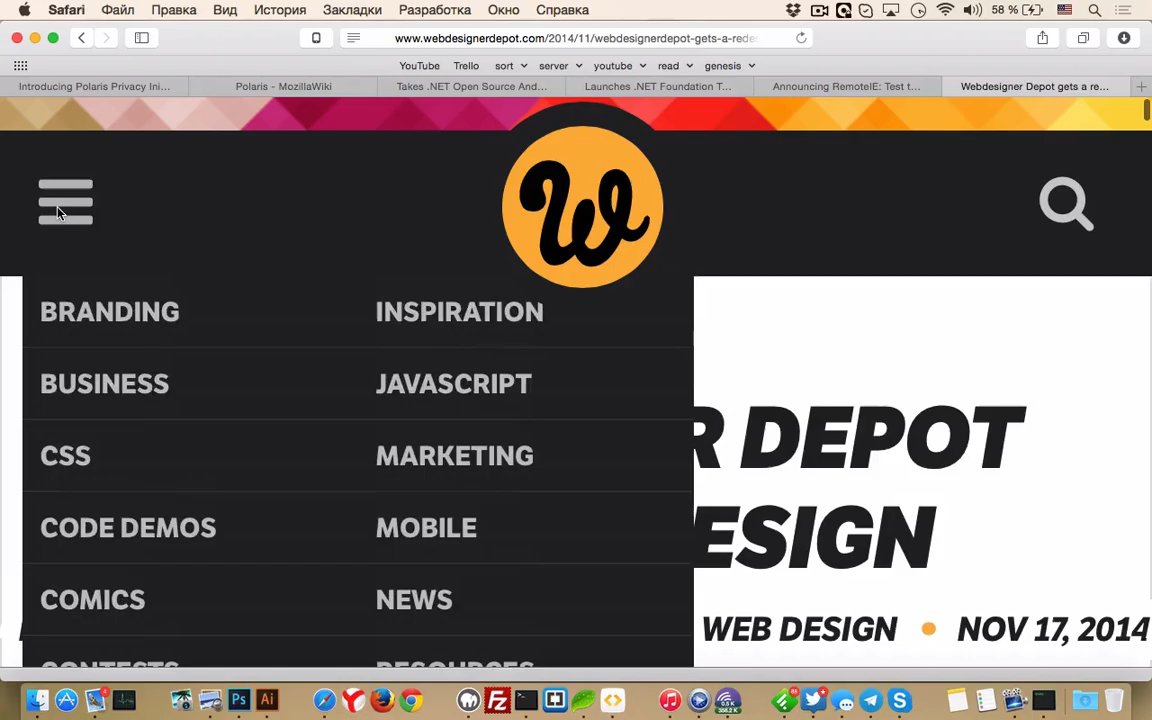 Safari Файл Правка Вид История Закладки Разработка Окно Справка 58 %
www.webdesignerdepot.com/2014/11/webdesignerdepot-gets-a-rede
YouTube Trello sort server youtube read genesis
Introducing Polaris Privacy Ini... Polaris - MozillaWiki Takes .NET Open Source And... Launches .NET Foundation T... Announcing RemoteIE: Test t... Webdesigner Depot gets a re...
W
BRANDING INSPIRATION
BUSINESS JAVASCRIPT
R DEPOT
CSS MARKETING
CODE DEMOS MOBILE
ESIGN
COMICS NEWS
WEB DESIGN • NOV 17, 2014
CONTESTS RESOURCES